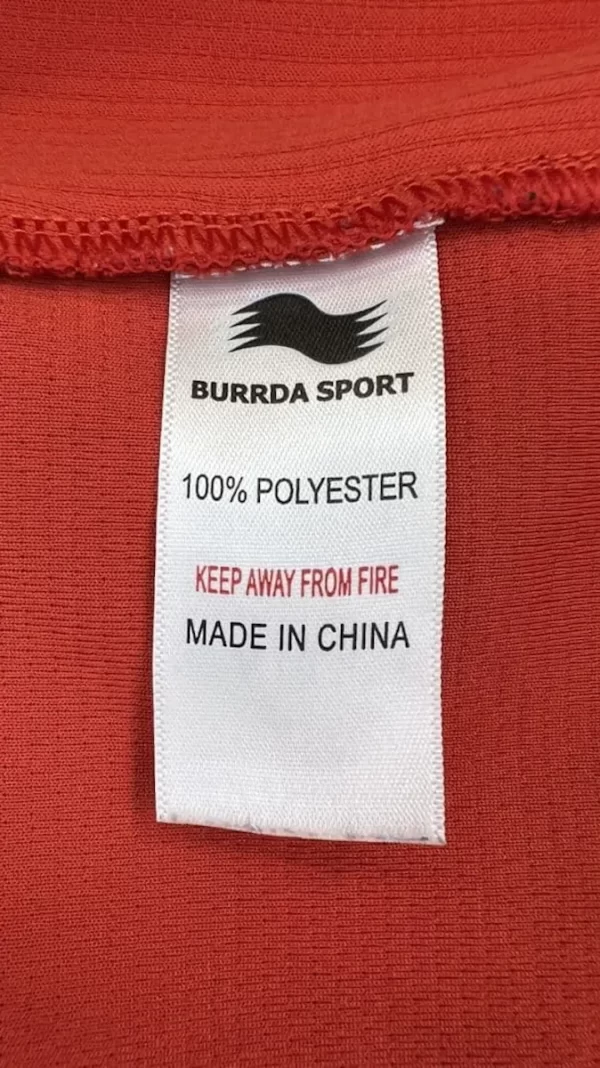 BURRDA SPORT
100% POLYESTER
KEEP AWAY FROM FIRE
MADE IN CHINA